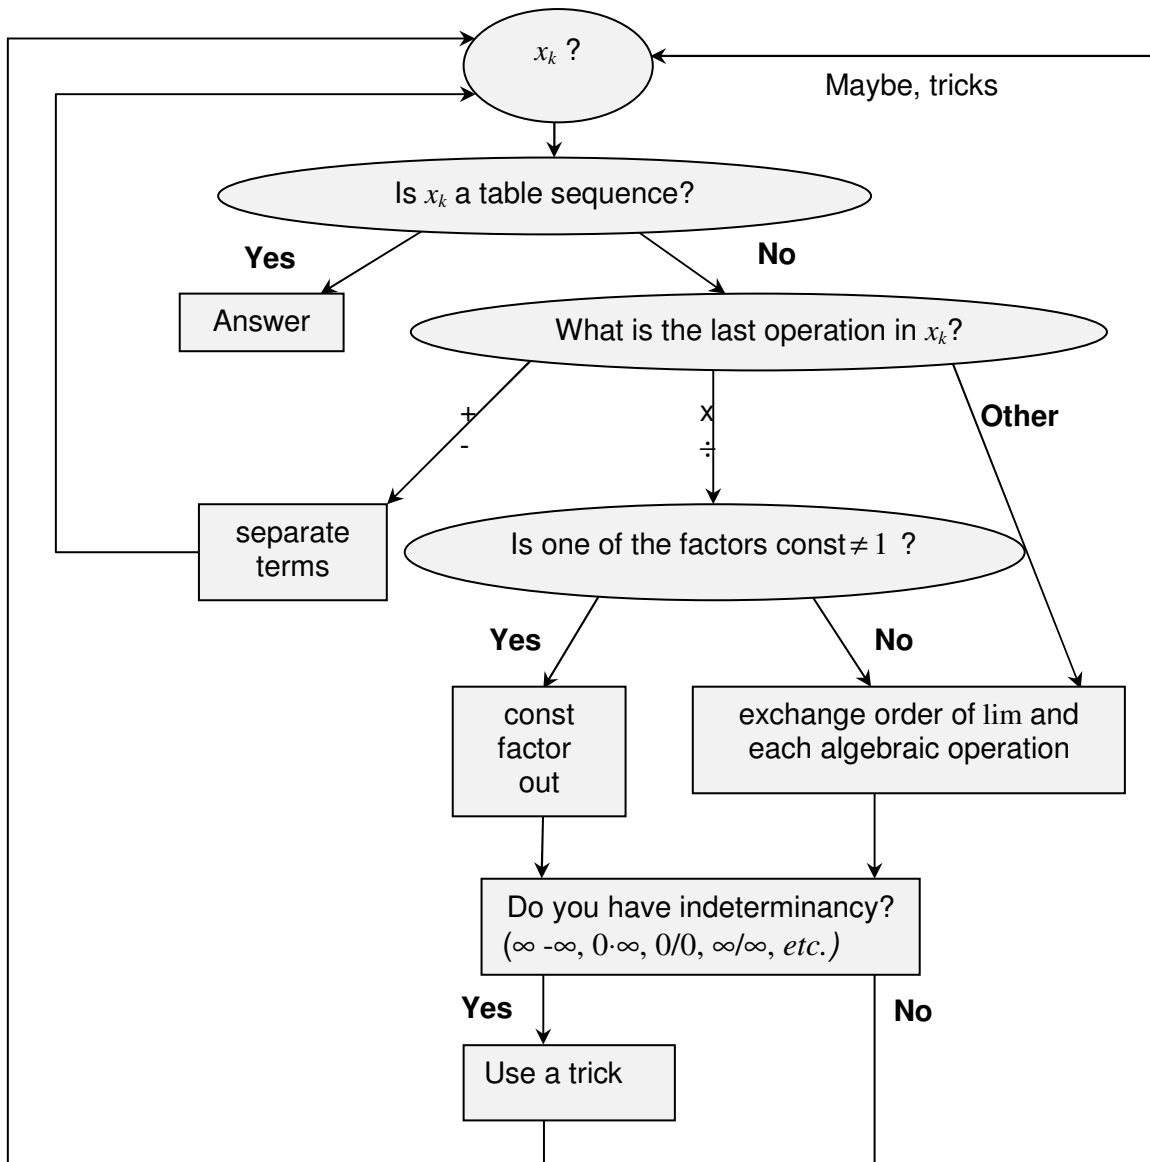 x_k ?
Maybe, tricks
Is x_k a table sequence?
Yes
No
Answer
What is the last operation in x_k?
+
-
x
÷
Other
separate
terms
Is one of the factors const ≠ 1 ?
Yes
No
const
factor
out
exchange order of lim and
each algebraic operation
Do you have indeterminancy?
(∞ -∞, 0·∞, 0/0, ∞/∞, etc.)
Yes
No
Use a trick